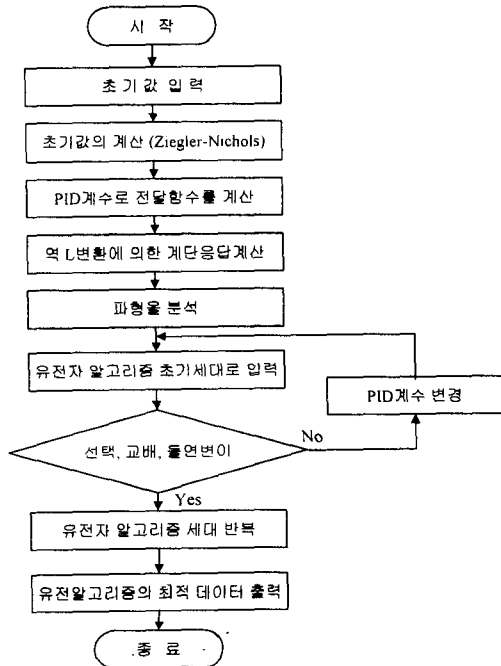 시 작
초 기 값 입 력
초기값의 계산 (Ziegler-Nichols)
PID계수로 전달함수를 계산
역 L변환에 의한 계단응답계산
파형을 분석
유전자 알고리즘 초기세대로 입력
PID계수 변경
선택, 교배, 돌연변이
No
Yes
유전자 알고리즘 세대 반복
유전알고리즘의 최적 데이터 출력
종 료